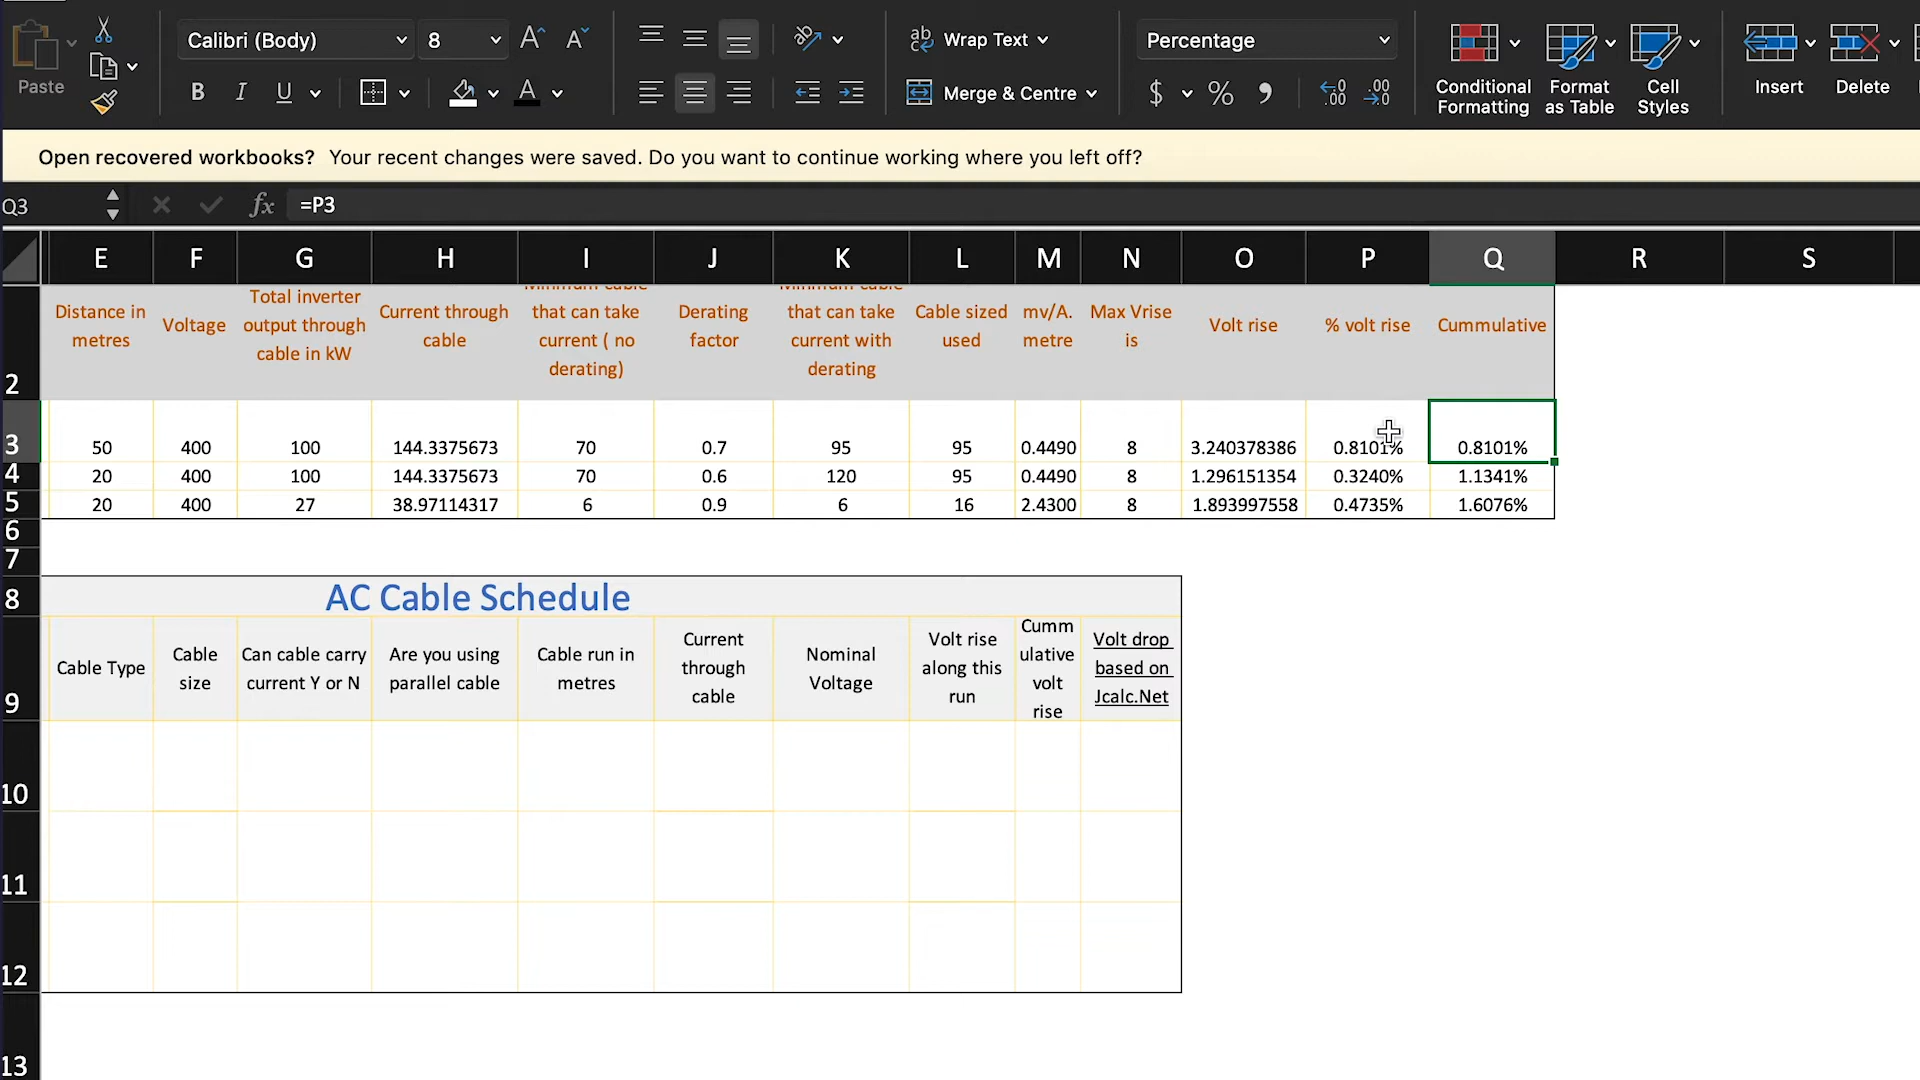 Calibri (Body) 8 Wrap Text Percentage
Paste B I U A Merge & Centre $ % Conditional Formatting Format as Table Cell Styles Insert Delete
Open recovered workbooks? Your recent changes were saved. Do you want to continue working where you left off?
Q3 fx =P3
E F G H I J K L M N O P Q R S
2 Distance in metres Voltage Total inverter output through cable in kW Current through cable Minimum cable that can take current ( no derating) Derating factor Minimum cable that can take current with derating Cable sized used mv/A. metre Max Vrise is Volt rise % volt rise Cummulative
3 50 400 100 144.3375673 70 0.7 95 95 0.4490 8 3.240378386 0.8101% 0.8101%
4 20 400 100 144.3375673 70 0.6 120 95 0.4490 8 1.296151354 0.3240% 1.1341%
5 20 400 27 38.97114317 6 0.9 6 16 2.4300 8 1.893997558 0.4735% 1.6076%
6
7
8 AC Cable Schedule
9 Cable Type Cable size Can cable carry current Y or N Are you using parallel cable Cable run in metres Current through cable Nominal Voltage Volt rise along this run Cumm ulative volt rise Volt drop based on Jcalc.Net
10
11
12
13